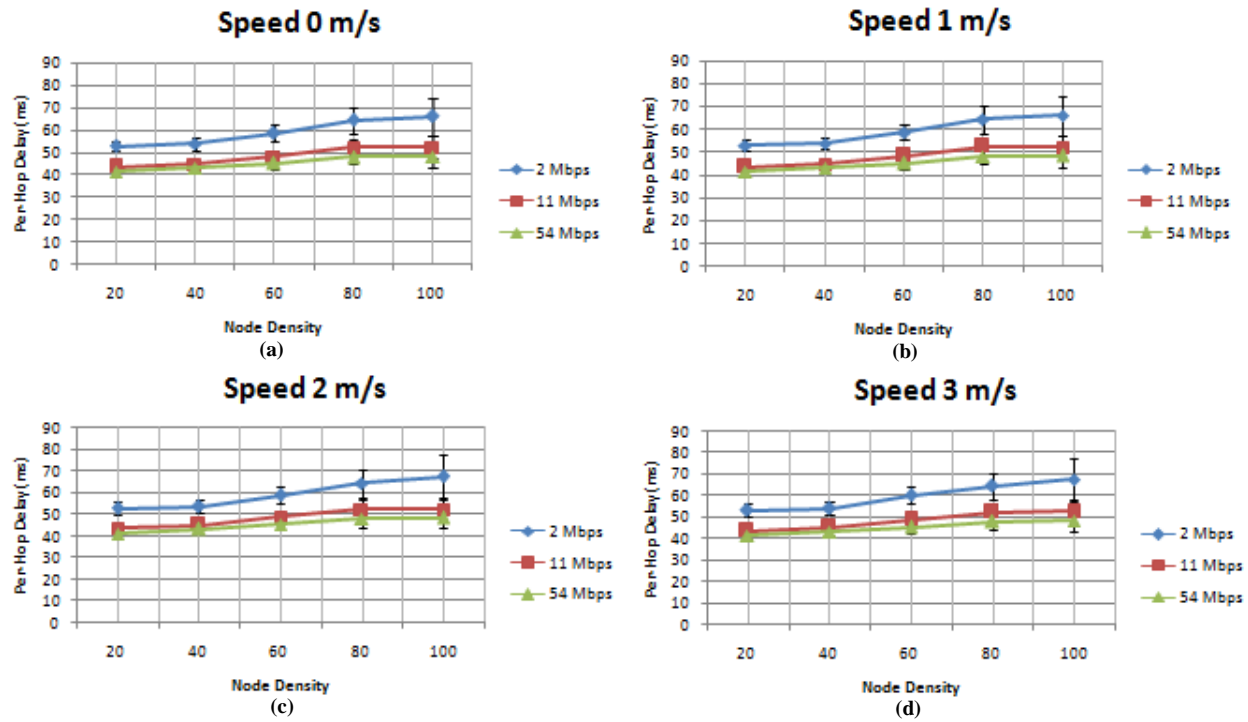 Speed 0 m/s
Per-Hop Delay (ms)
90
80
70
60
50
40
30
20
10
0
20 40 60 80 100
Node Density
2 Mbps
11 Mbps
54 Mbps
(a)
Speed 1 m/s
Per-Hop Delay (ms)
90
80
70
60
50
40
30
20
10
0
20 40 60 80 100
Node Density
2 Mbps
11 Mbps
54 Mbps
(b)
Speed 2 m/s
Per-Hop Delay (ms)
90
80
70
60
50
40
30
20
10
0
20 40 60 80 100
Node Density
2 Mbps
11 Mbps
54 Mbps
(c)
Speed 3 m/s
Per-Hop Delay (ms)
90
80
70
60
50
40
30
20
10
0
20 40 60 80 100
Node Density
2 Mbps
11 Mbps
54 Mbps
(d)